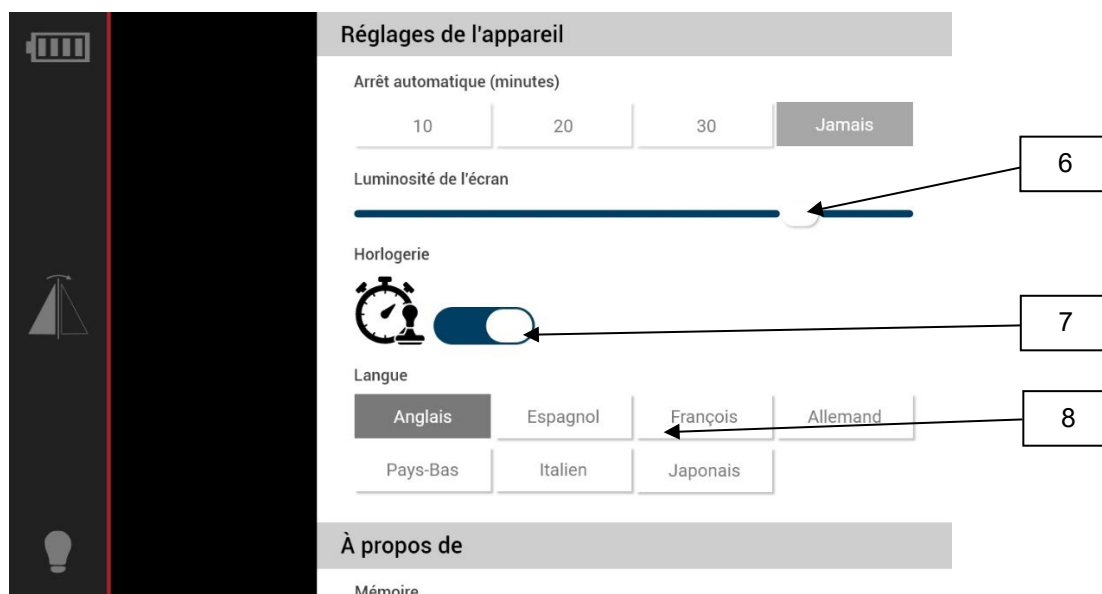 Réglages de l'appareil
Arrêt automatique (minutes)
10 20 30 Jamais
6
Luminosité de l'écran
Horlogerie
7
Langue
Anglais Espagnol François Allemand
8
Pays-Bas Italien Japonais
À propos de
Mémoire